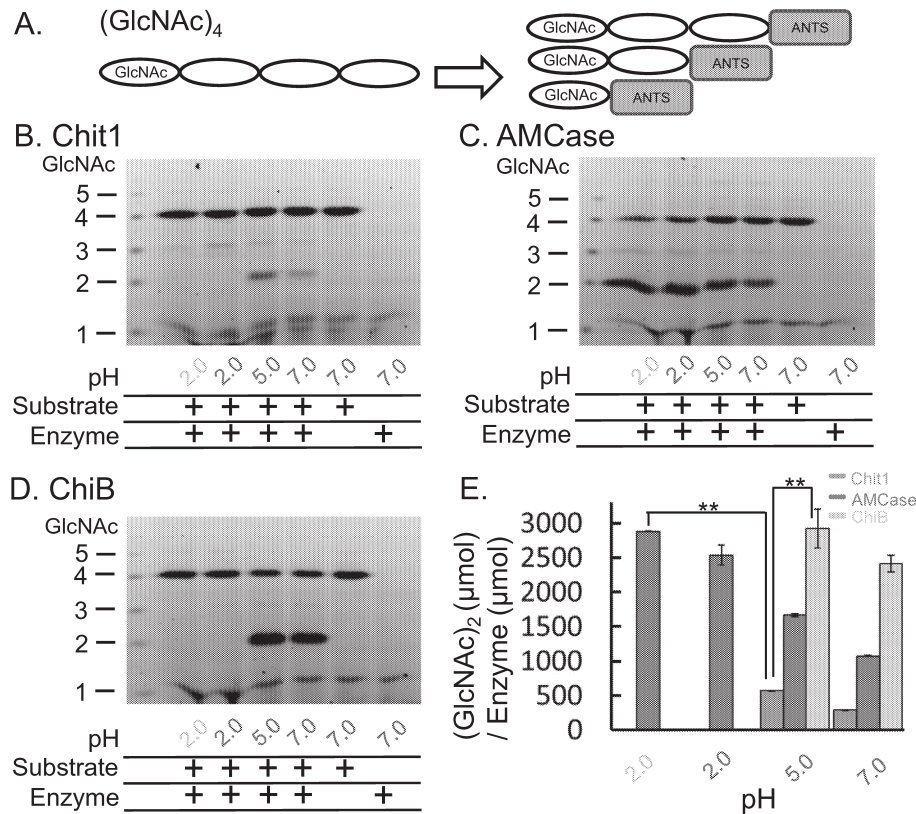 A. (GlcNAc)4
GlcNAc
GlcNAc ANTS
GlcNAc ANTS
GlcNAc ANTS
B. Chit1
GlcNAc
5
4
3
2
1
pH 2.0 2.0 5.0 7.0 7.0 7.0
Substrate + + + + +
Enzyme + + + + +
C. AMCase
GlcNAc
5
4
3
2
1
pH 2.0 2.0 5.0 7.0 7.0 7.0
Substrate + + + + +
Enzyme + + + + +
D. ChiB
GlcNAc
5
4
3
2
1
pH 2.0 2.0 5.0 7.0 7.0 7.0
Substrate + + + + +
Enzyme + + + + +
E.
Chit1
AMCase
ChiB
** **
(GlcNAc)2 (μmol)
/ Enzyme (μmol)
3000
2500
2000
1500
1000
500
0
2.0 2.0 5.0 7.0
pH